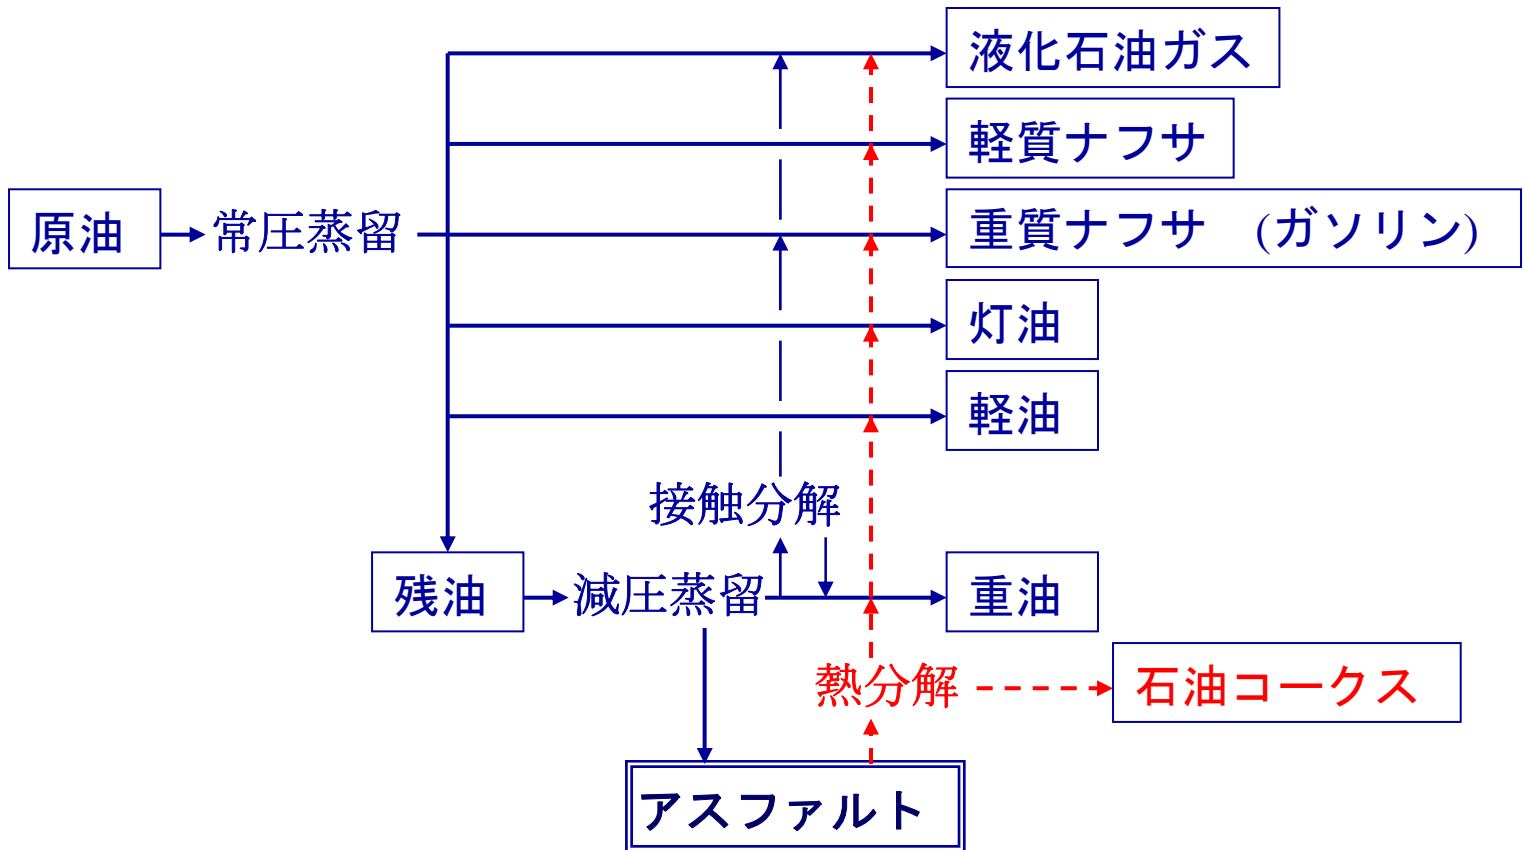 液化石油ガス
軽質ナフサ
原油
常圧蒸留
重質ナフサ (ガソリン)
灯油
軽油
接触分解
残油
減圧蒸留
重油
熱分解
石油コークス
アスファルト